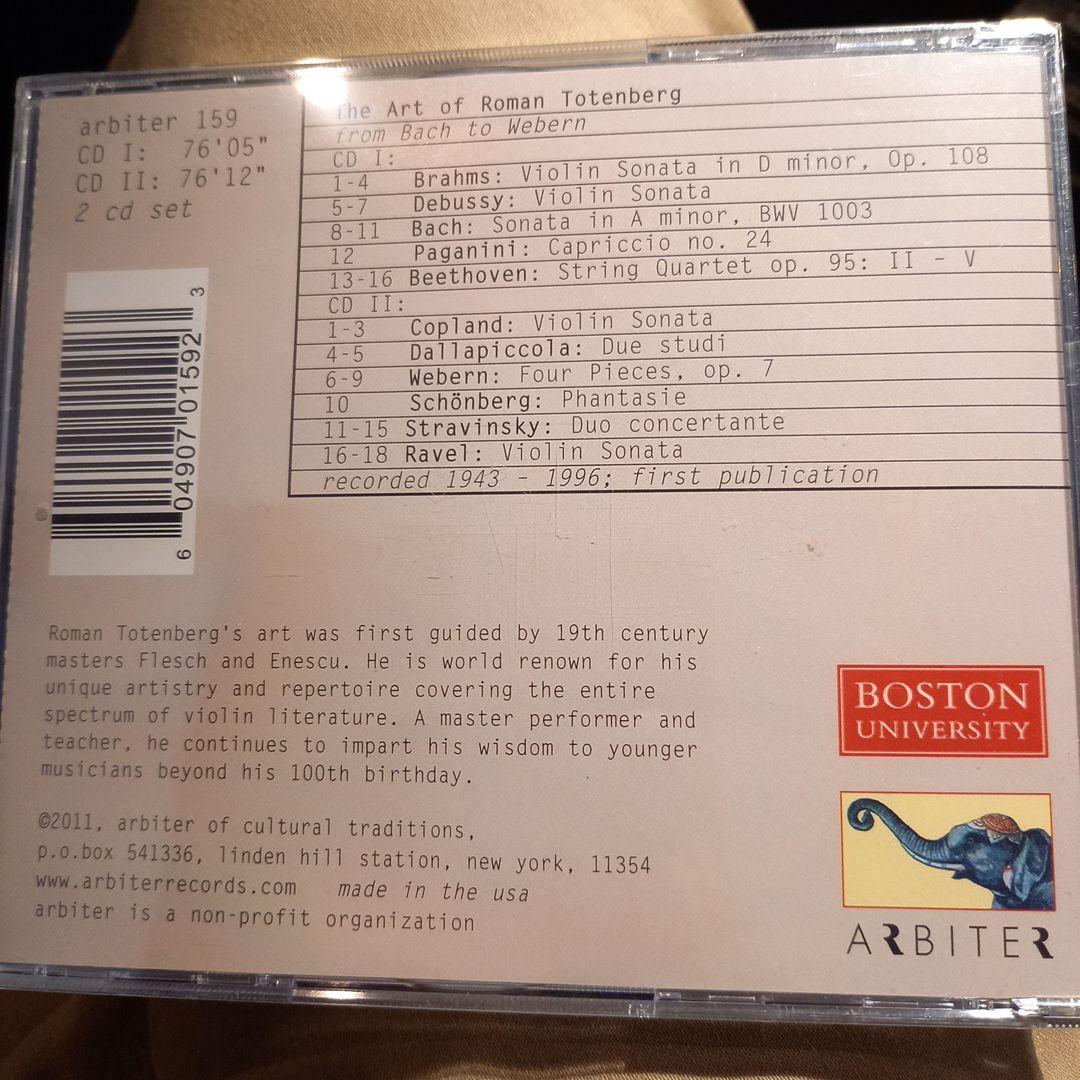 arbiter 159
CD I: 76'05"
CD II: 76'12"
2 cd set
The Art of Roman Totenberg
from Bach to Webern
CD I:
1-4 Brahms: Violin Sonata in D minor, Op. 108
5-7 Debussy: Violin Sonata
8-11 Bach: Sonata in A minor, BWV 1003
12 Paganini: Capriccio no. 24
13-16 Beethoven: String Quartet op. 95: II - V
CD II:
1-3 Copland: Violin Sonata
4-5 Dallapiccola: Due studi
6-9 Webern: Four Pieces, op. 7
10 Schönberg: Phantasie
11-15 Stravinsky: Duo concertante
16-18 Ravel: Violin Sonata
recorded 1943 - 1996; first publication
6 04907 01592 3
Roman Totenberg's art was first guided by 19th century
masters Flesch and Enescu. He is world renown for his
unique artistry and repertoire covering the entire
spectrum of violin literature. A master performer and
teacher, he continues to impart his wisdom to younger
musicians beyond his 100th birthday.
©2011, arbiter of cultural traditions,
p.o.box 541336, linden hill station, new york, 11354
www.arbiterrecords.com made in the usa
arbiter is a non-profit organization
BOSTON
UNIVERSITY
ARBITER